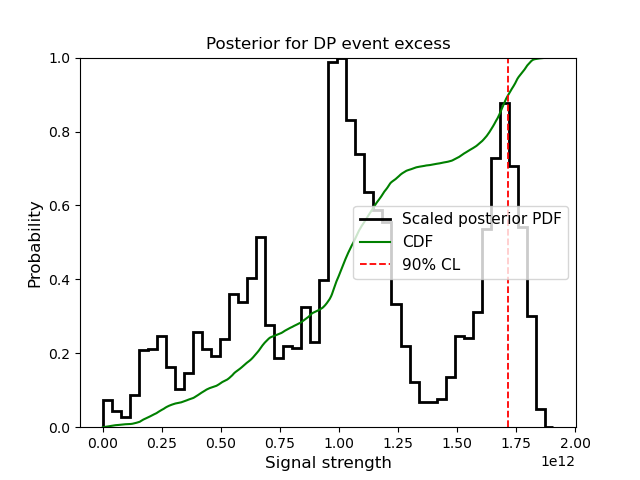 Posterior for DP event excess
1.0
0.8
0.6
0.4
0.2
0.0
Probability
Scaled posterior PDF
CDF
90% CL
0.00 0.25 0.50 0.75 1.00 1.25 1.50 1.75 2.00
1e12
Signal strength